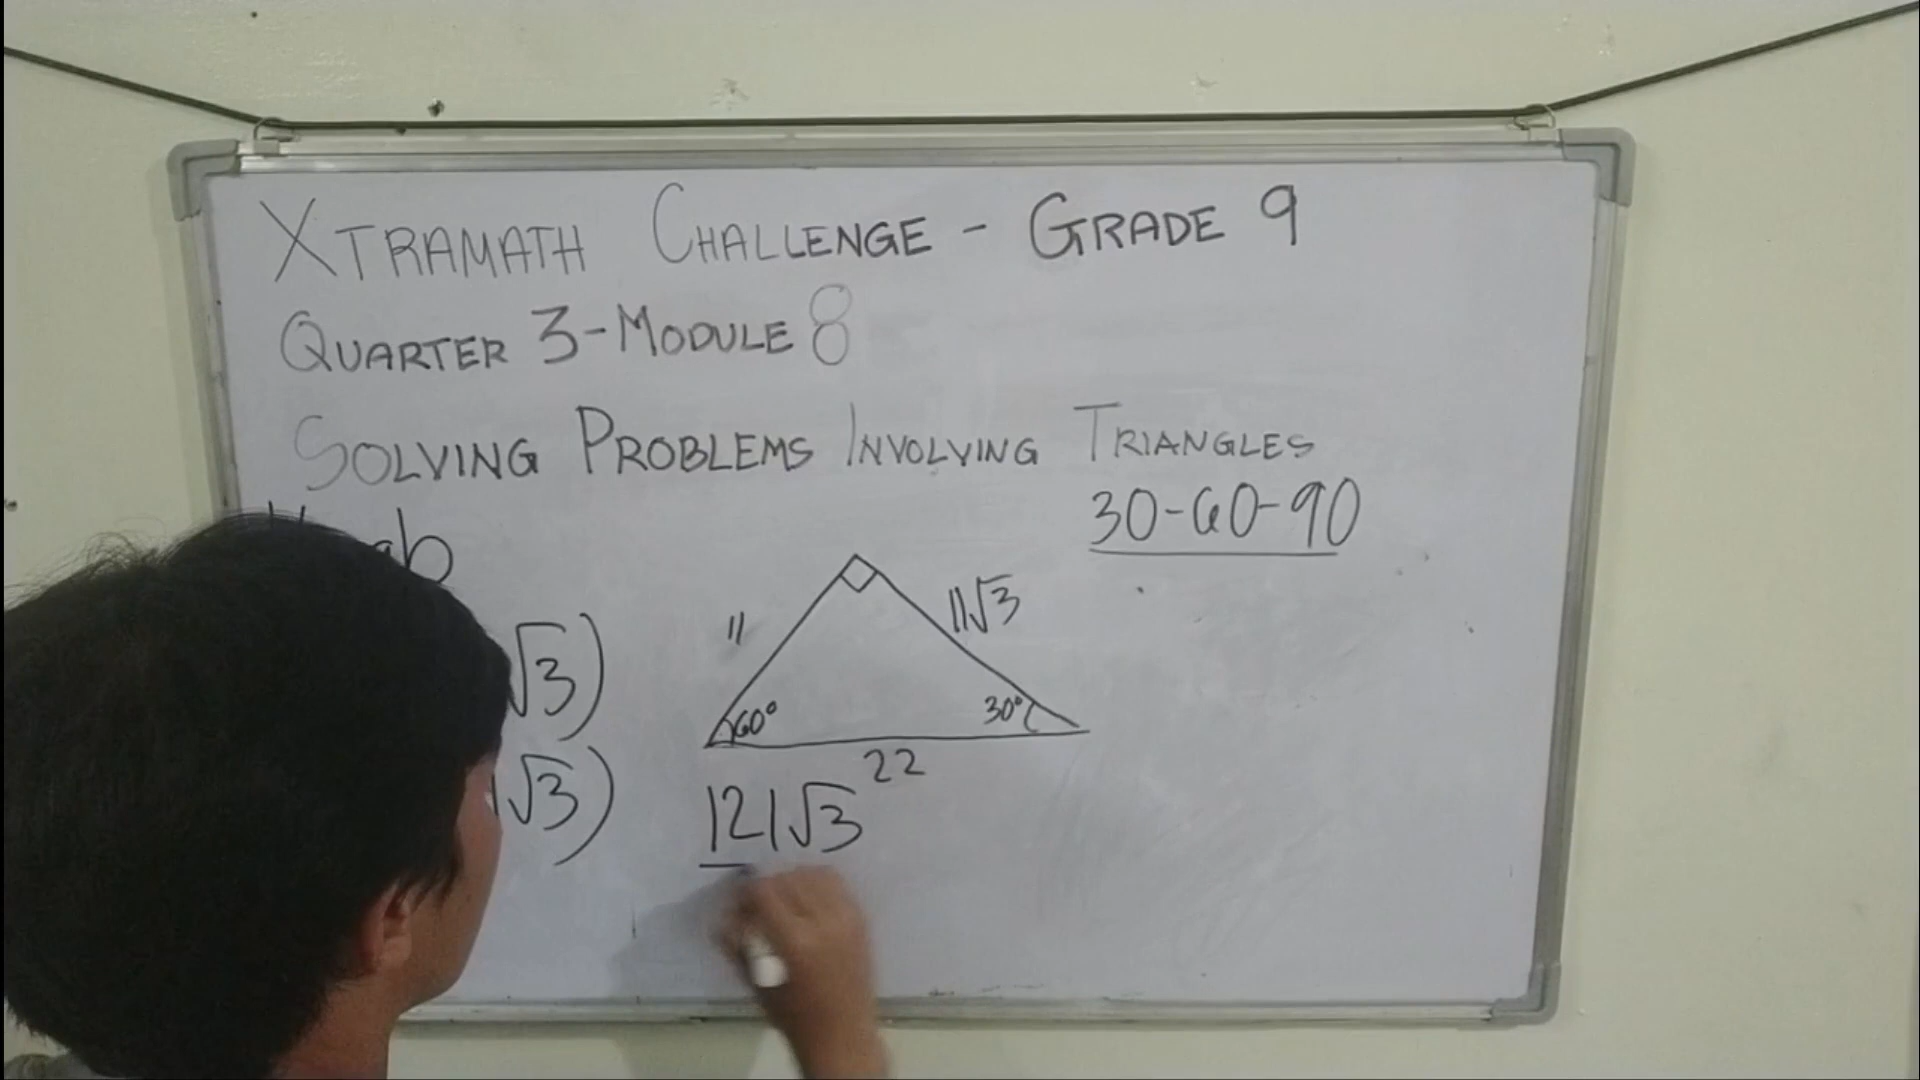 XTRAMATH CHALLENGE - GRADE 9
QUARTER 3-MODULE 8
SOLVING PROBLEMS INVOLVING TRIANGLES
30-60-90
b
11
11√3
√3)
60°
30°
22
√3)
121√3